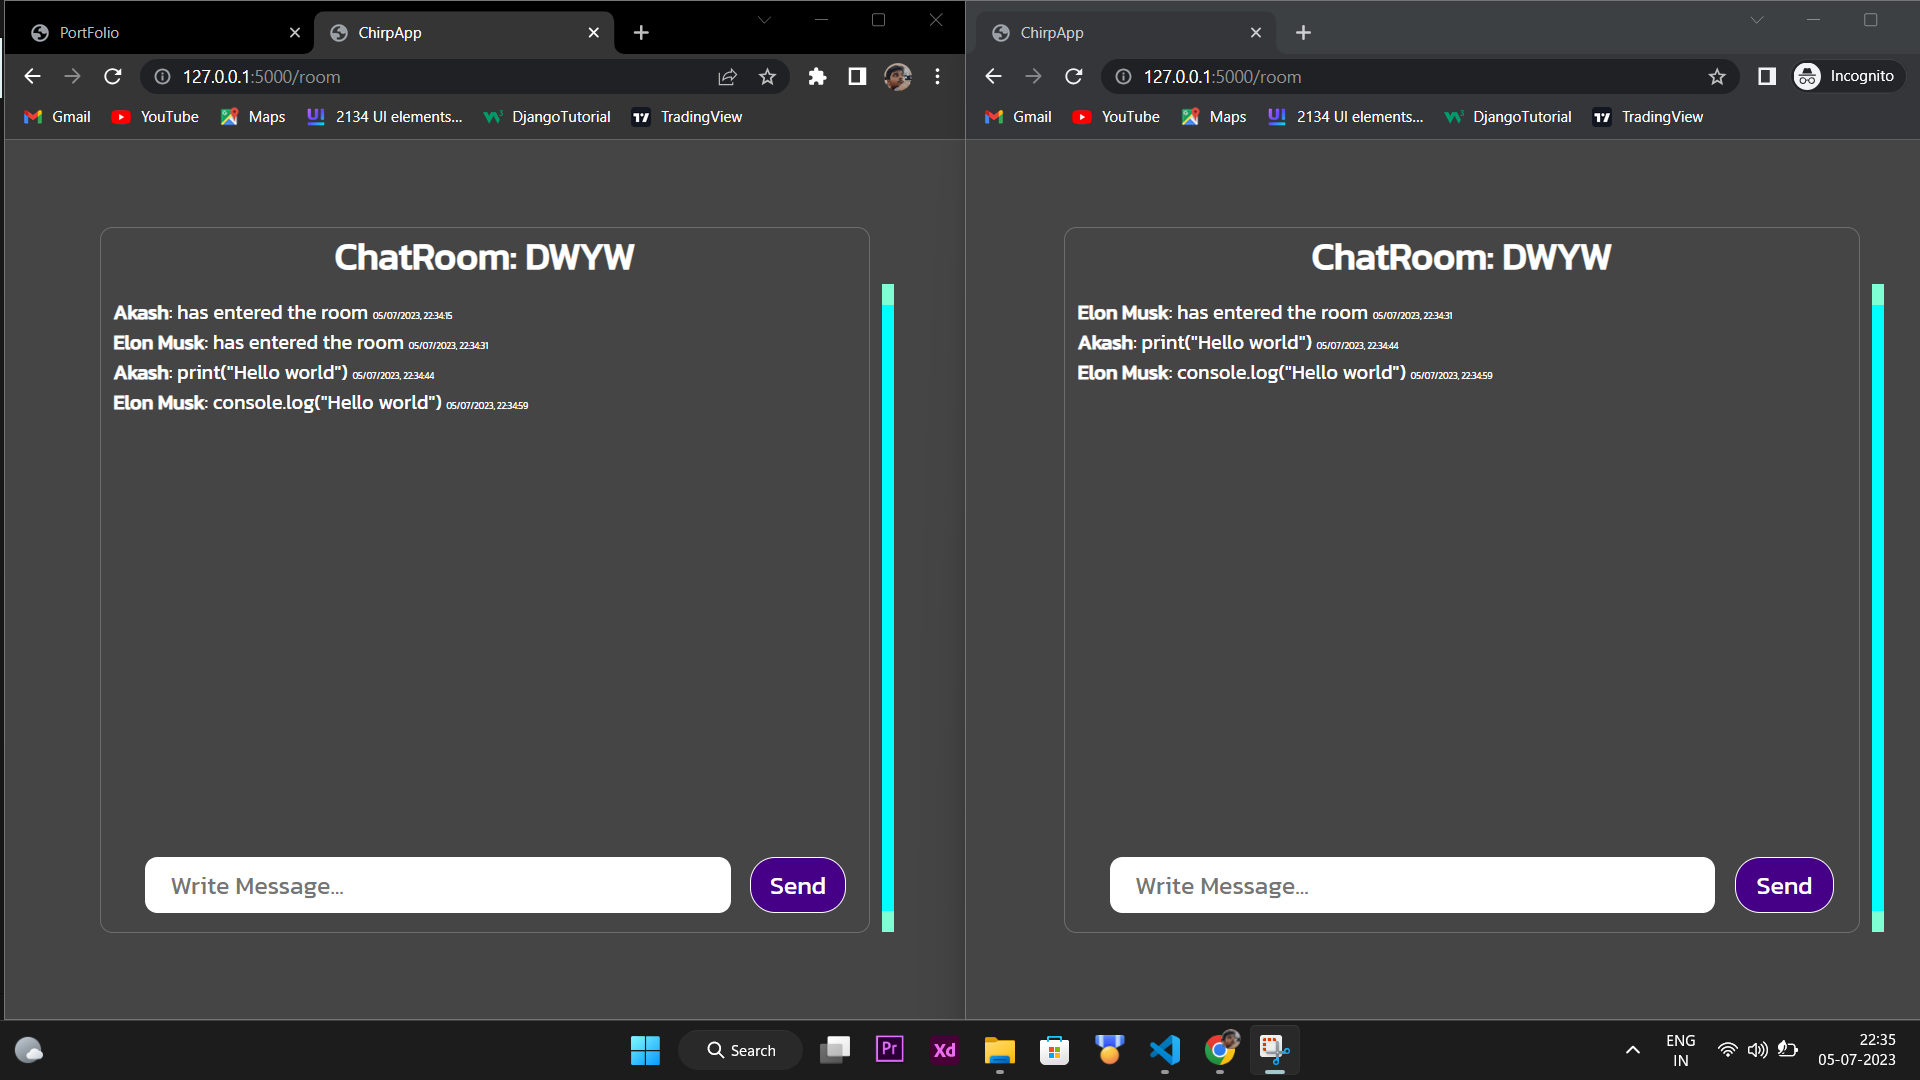 PortFolio
ChirpApp
127.0.0.1:5000/room
Gmail YouTube Maps UI 2134 UI elements... DjangoTutorial TradingView
ChatRoom: DWYW
Akash: has entered the room 05/07/2023, 22:34:15
Elon Musk: has entered the room 05/07/2023, 22:34:31
Akash: print("Hello world") 05/07/2023, 22:34:44
Elon Musk: console.log("Hello world") 05/07/2023, 22:34:59
Write Message...
Send
ChirpApp
127.0.0.1:5000/room
Incognito
Gmail YouTube Maps UI 2134 UI elements... DjangoTutorial TradingView
ChatRoom: DWYW
Elon Musk: has entered the room 05/07/2023, 22:34:31
Akash: print("Hello world") 05/07/2023, 22:34:44
Elon Musk: console.log("Hello world") 05/07/2023, 22:34:59
Write Message...
Send
Search
Pr
Xd
ENG
IN
22:35
05-07-2023